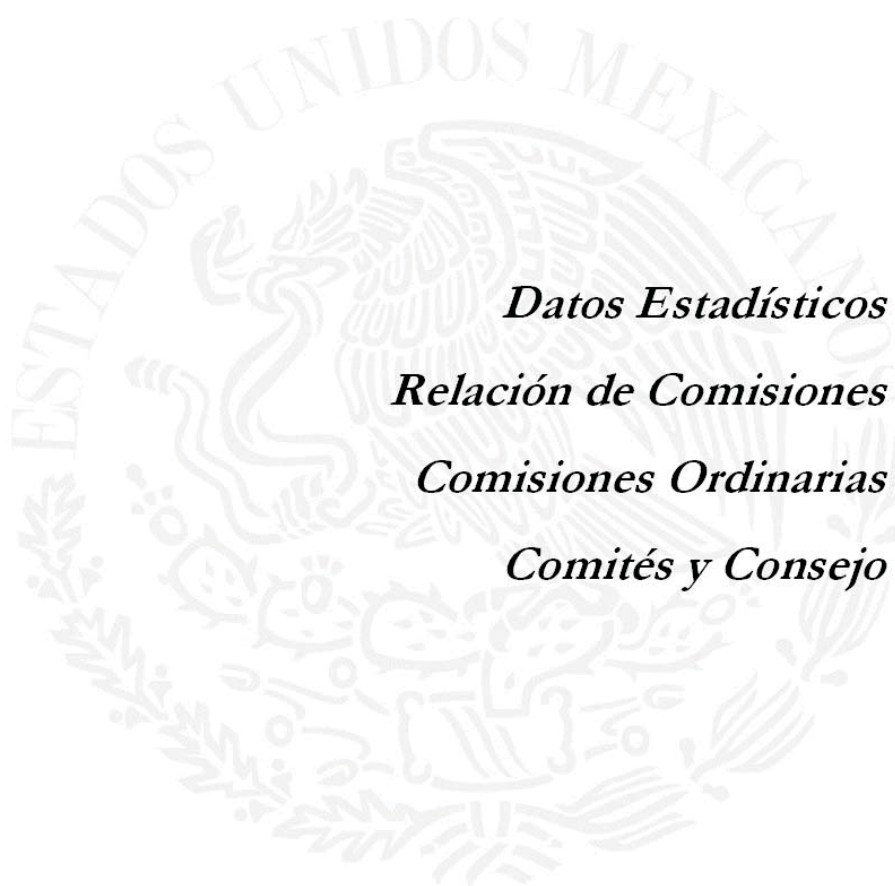 ESTADOS UNIDOS MEXICANOS
Datos Estadísticos
Relación de Comisiones
Comisiones Ordinarias
Comités y Consejo